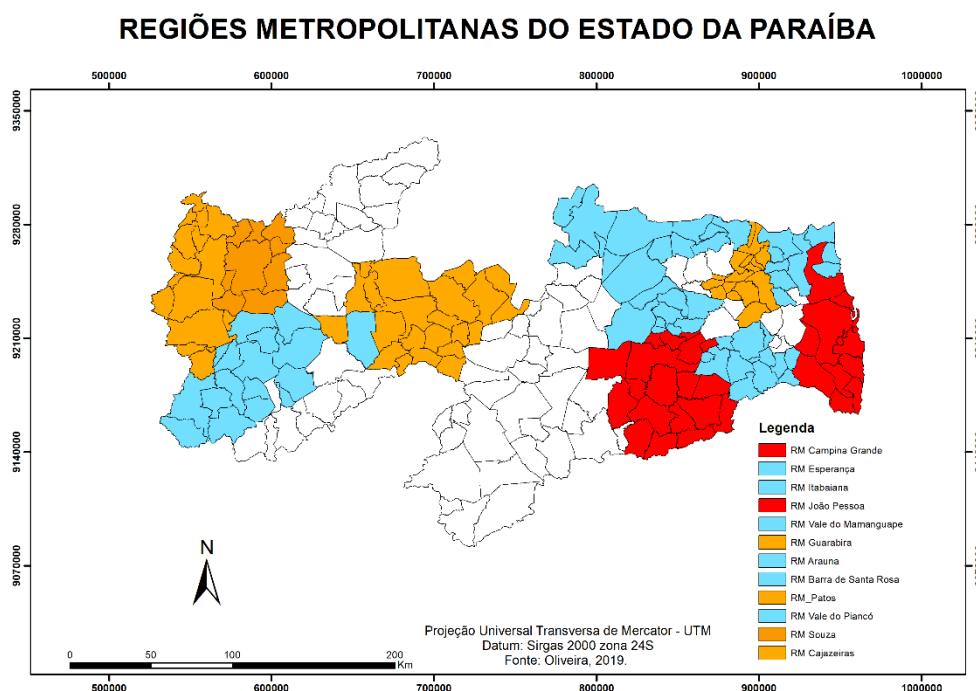 REGIÕES METROPOLITANAS DO ESTADO DA PARAÍBA
500000 600000 700000 800000 900000 1000000
9350000
9280000
9210000
9140000
9070000
Legenda
RM Campina Grande
RM Esperança
RM Itabaiana
RM João Pessoa
RM Vale do Mamanguape
RM Guarabira
RM Arauna
RM Barra de Santa Rosa
RM_Patos
RM Vale do Piancó
RM Souza
RM Cajazeiras
N
Projeção Universal Transversa de Mercator - UTM
Datum: Sirgas 2000 zona 24S
Fonte: Oliveira, 2019.
0 50 100 200
Km
500000 600000 700000 800000 900000 1000000